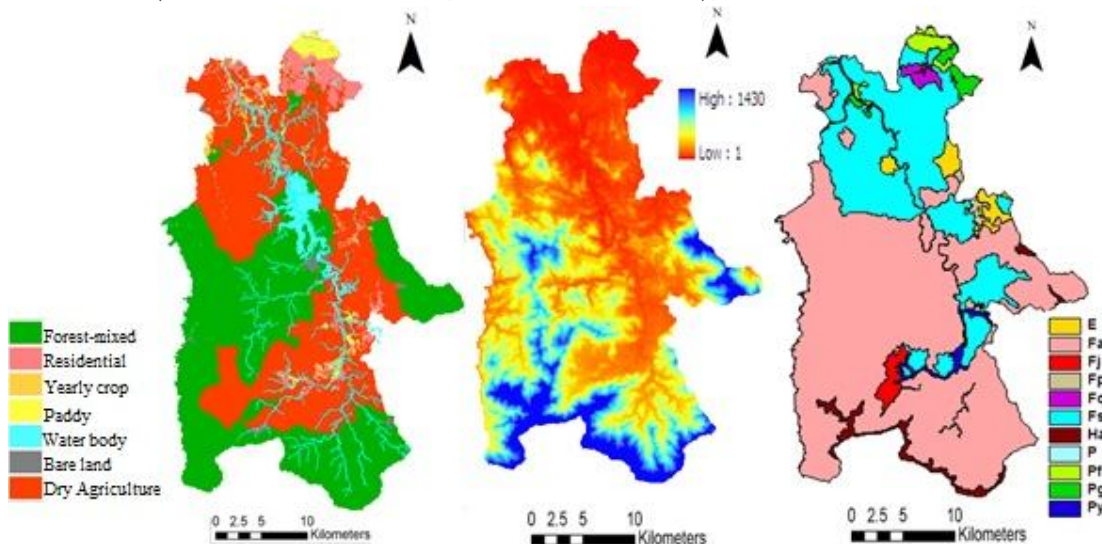 N
N
N
High : 1430
Low : 1
Forest-mixed
Residential
Yearly crop
Paddy
Water body
Bare land
Dry Agriculture
0 2.5 5 10
Kilometers
0 2.5 5 10
Kilometers
E
Fa
Fj
Fp
Fs
Ha
P
Pf
Pg
Py
0 2.5 5 10
Kilometers